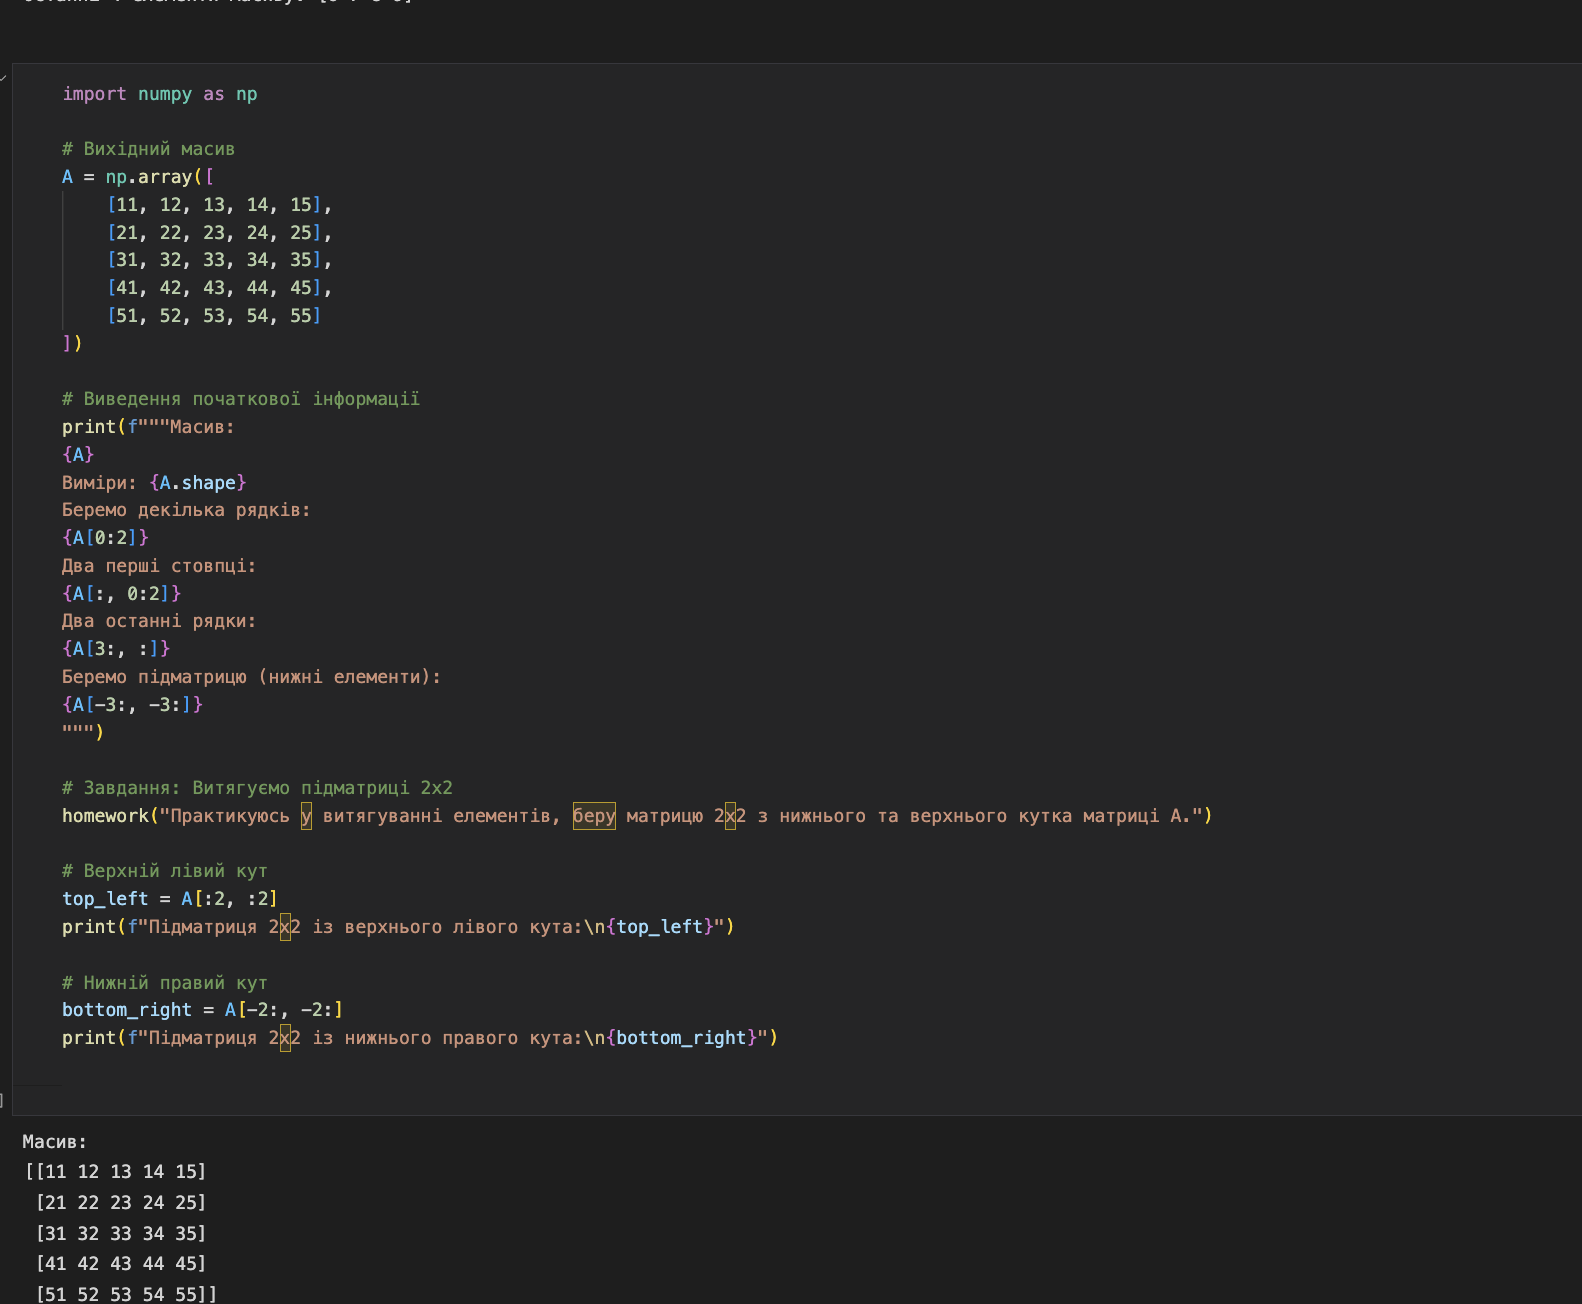 import numpy as np
# Вихідний масив
A = np.array([
[11, 12, 13, 14, 15],
[21, 22, 23, 24, 25],
[31, 32, 33, 34, 35],
[41, 42, 43, 44, 45],
[51, 52, 53, 54, 55]
])
# Виведення початкової інформації
print(f"""Масив:
{A}
Виміри: {A.shape}
Беремо декілька рядків:
{A[0:2]}
Два перші стовпці:
{A[:, 0:2]}
Два останні рядки:
{A[3:, :]}
Беремо підматрицю (нижні елементи):
{A[-3:, -3:]}
""")
# Завдання: Витягуємо підматриці 2x2
homework("Практикуюсь у витягуванні елементів, беру матрицю 2х2 з нижнього та верхнього кутка матриці А.")
# Верхній лівий кут
top_left = A[:2, :2]
print(f"Підматриця 2х2 із верхнього лівого кута:\n{top_left}")
# Нижній правий кут
bottom_right = A[-2:, -2:]
print(f"Підматриця 2х2 із нижнього правого кута:\n{bottom_right}")
]
Масив:
[[11 12 13 14 15]
[21 22 23 24 25]
[31 32 33 34 35]
[41 42 43 44 45]
[51 52 53 54 55]]